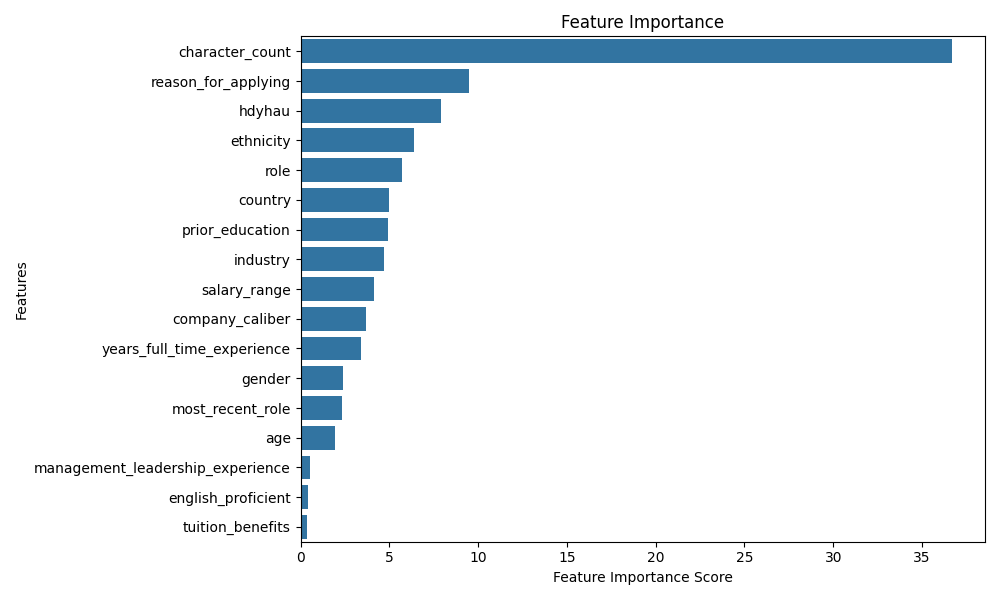 Feature Importance
Features
character_count
reason_for_applying
hdyhau
ethnicity
role
country
prior_education
industry
salary_range
company_caliber
years_full_time_experience
gender
most_recent_role
age
management_leadership_experience
english_proficient
tuition_benefits
0 5 10 15 20 25 30 35
Feature Importance Score